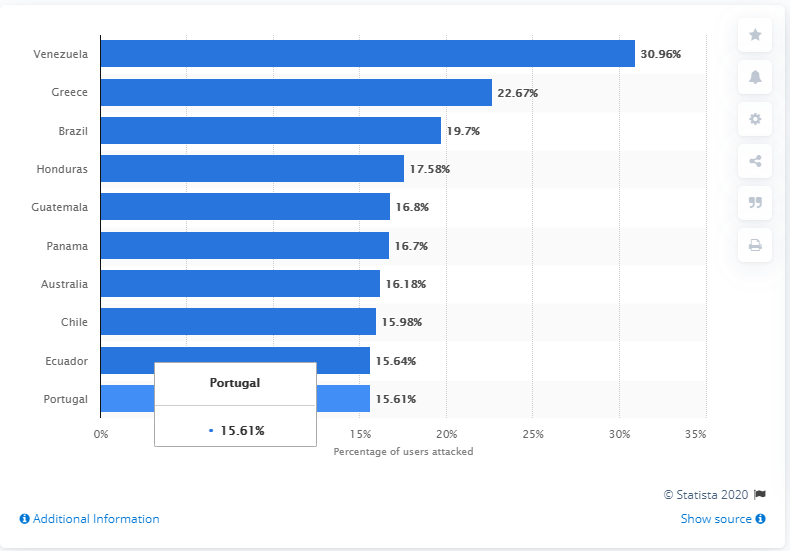 Venezuela 30.96%
Greece 22.67%
Brazil 19.7%
Honduras 17.58%
Guatemala 16.8%
Panama 16.7%
Australia 16.18%
Chile 15.98%
Ecuador 15.64%
Portugal 15.61%
Portugal
15.61%
0% 15% 20% 25% 30% 35%
Percentage of users attacked
© Statista 2020
Additional Information Show source